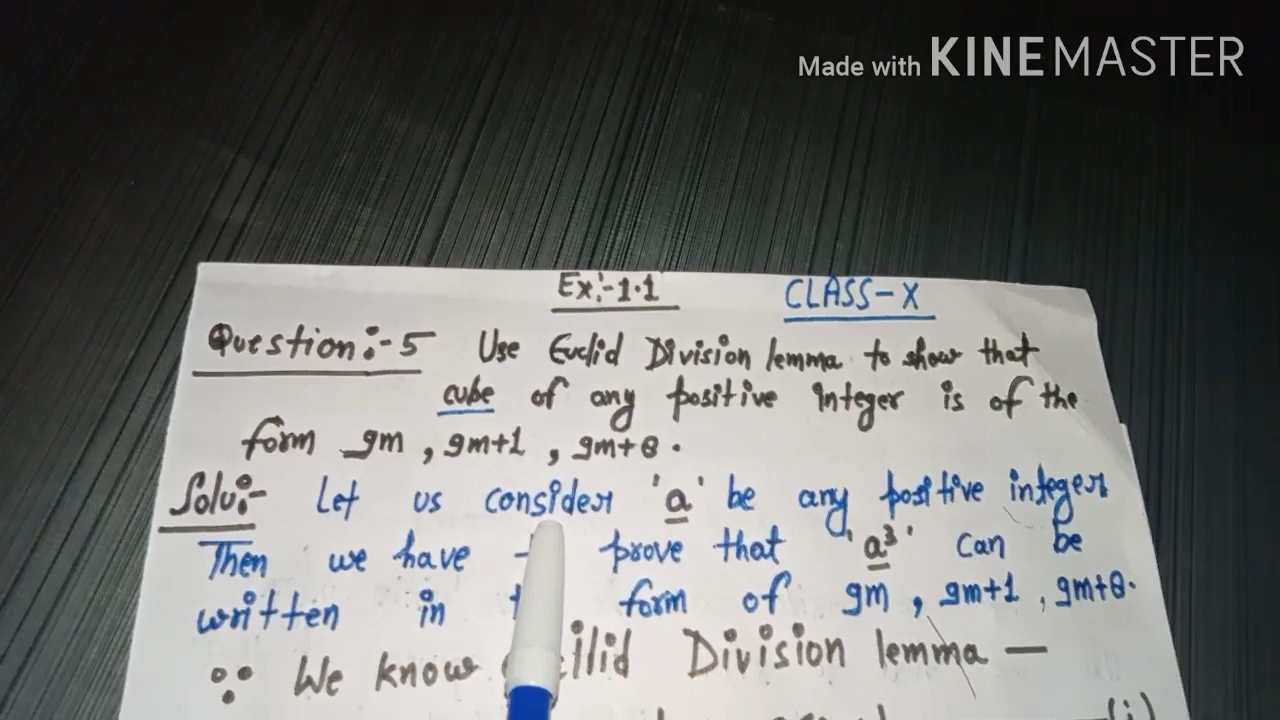 Made with KINEMASTER
Ex:-1.1 CLASS-X
Question:-5 Use Euclid Division lemma to show that
cube of any positive integer is of the
form 9m, 9m+1, 9m+8.
Solu:- Let us consider 'a' be any positive integer
Then we have prove that 'a³' can be
written in form of 9m, 9m+1, 9m+8.
∵ We know Division lemma —
(i)